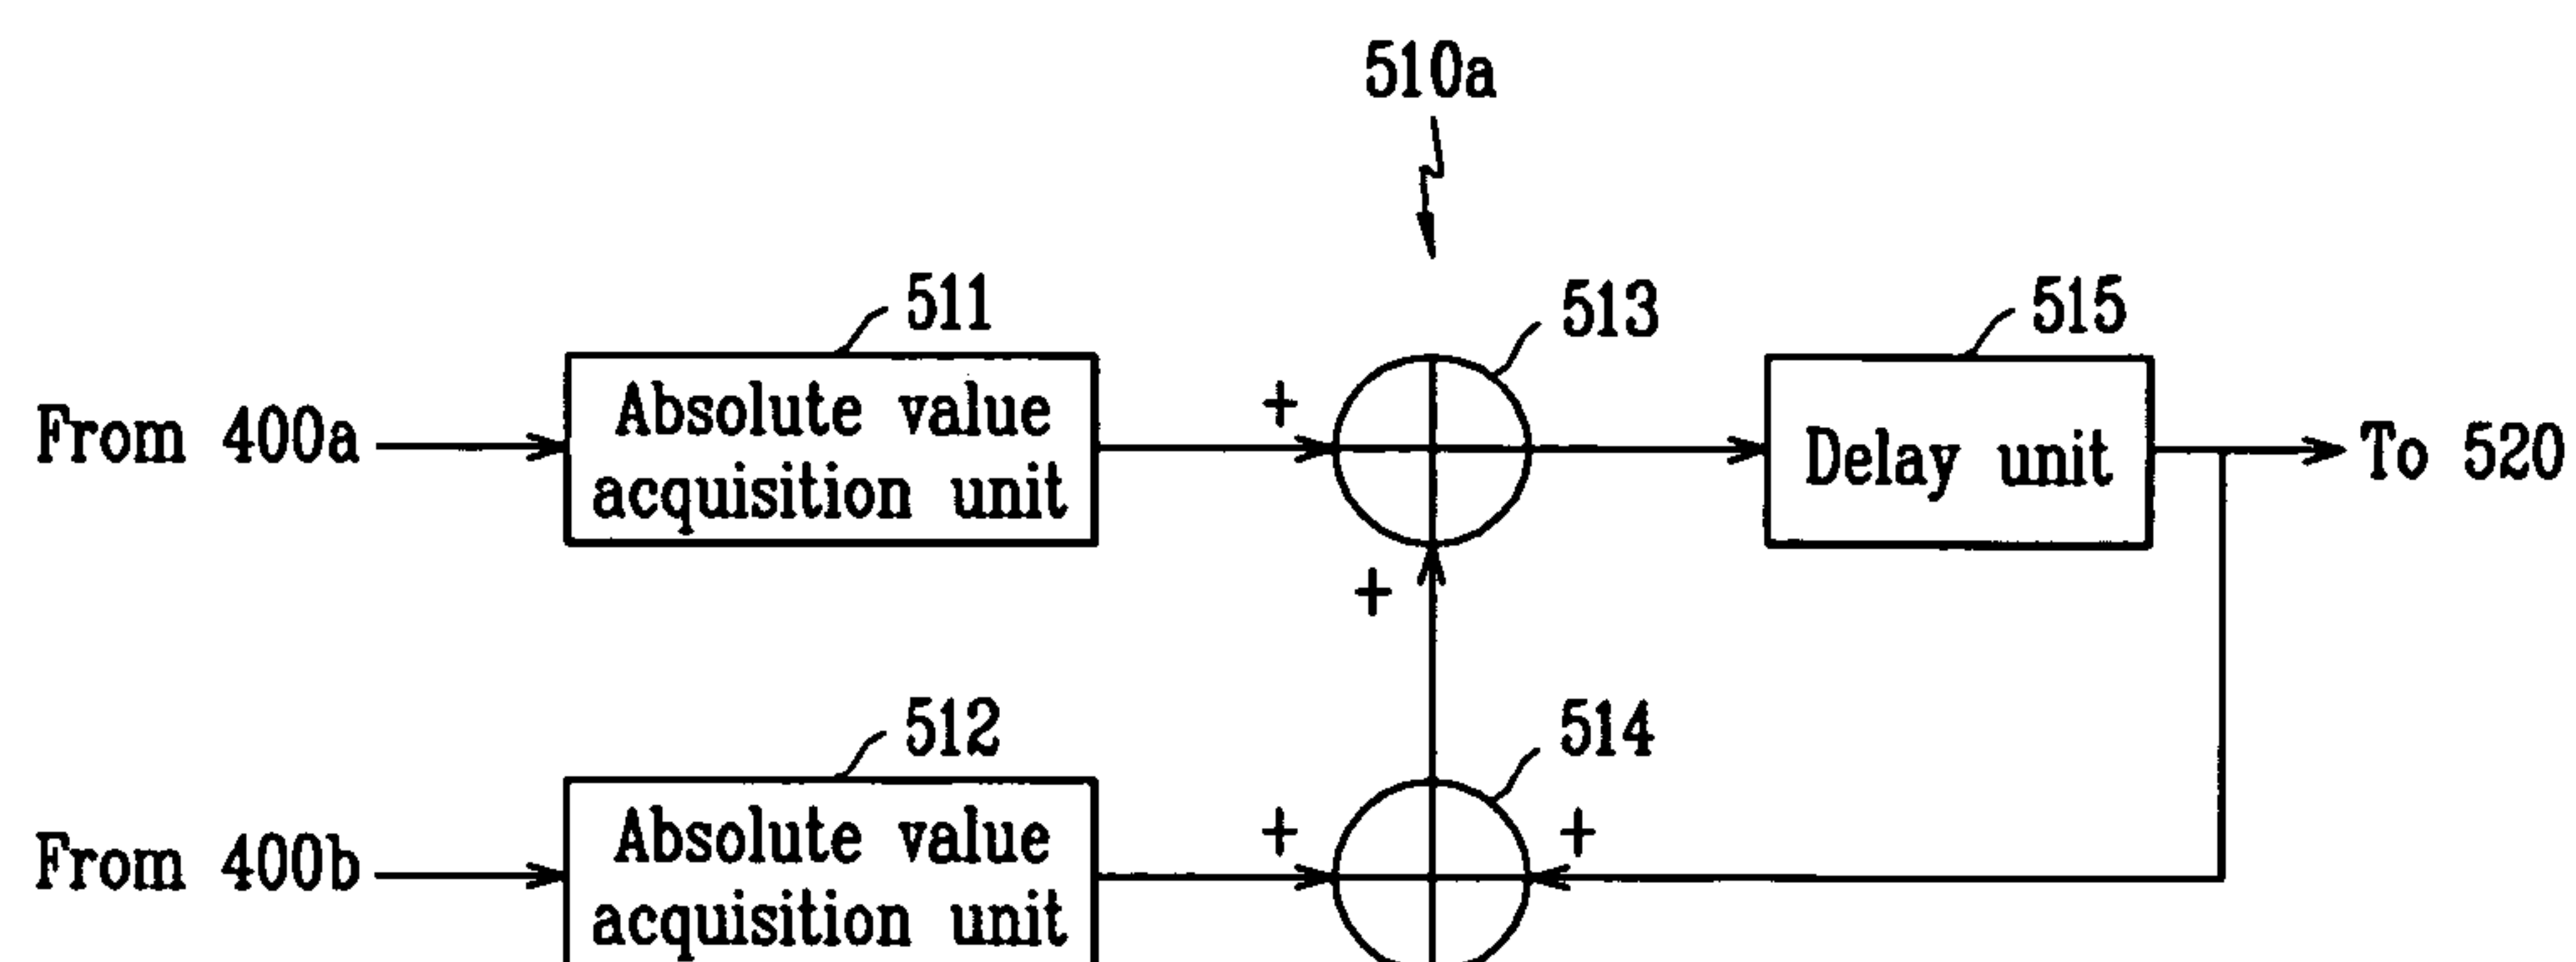 510a
511
513
515
From 400a
Absolute value
acquisition unit
+
+
Delay unit
To 520
512
514
From 400b
Absolute value
acquisition unit
+
+